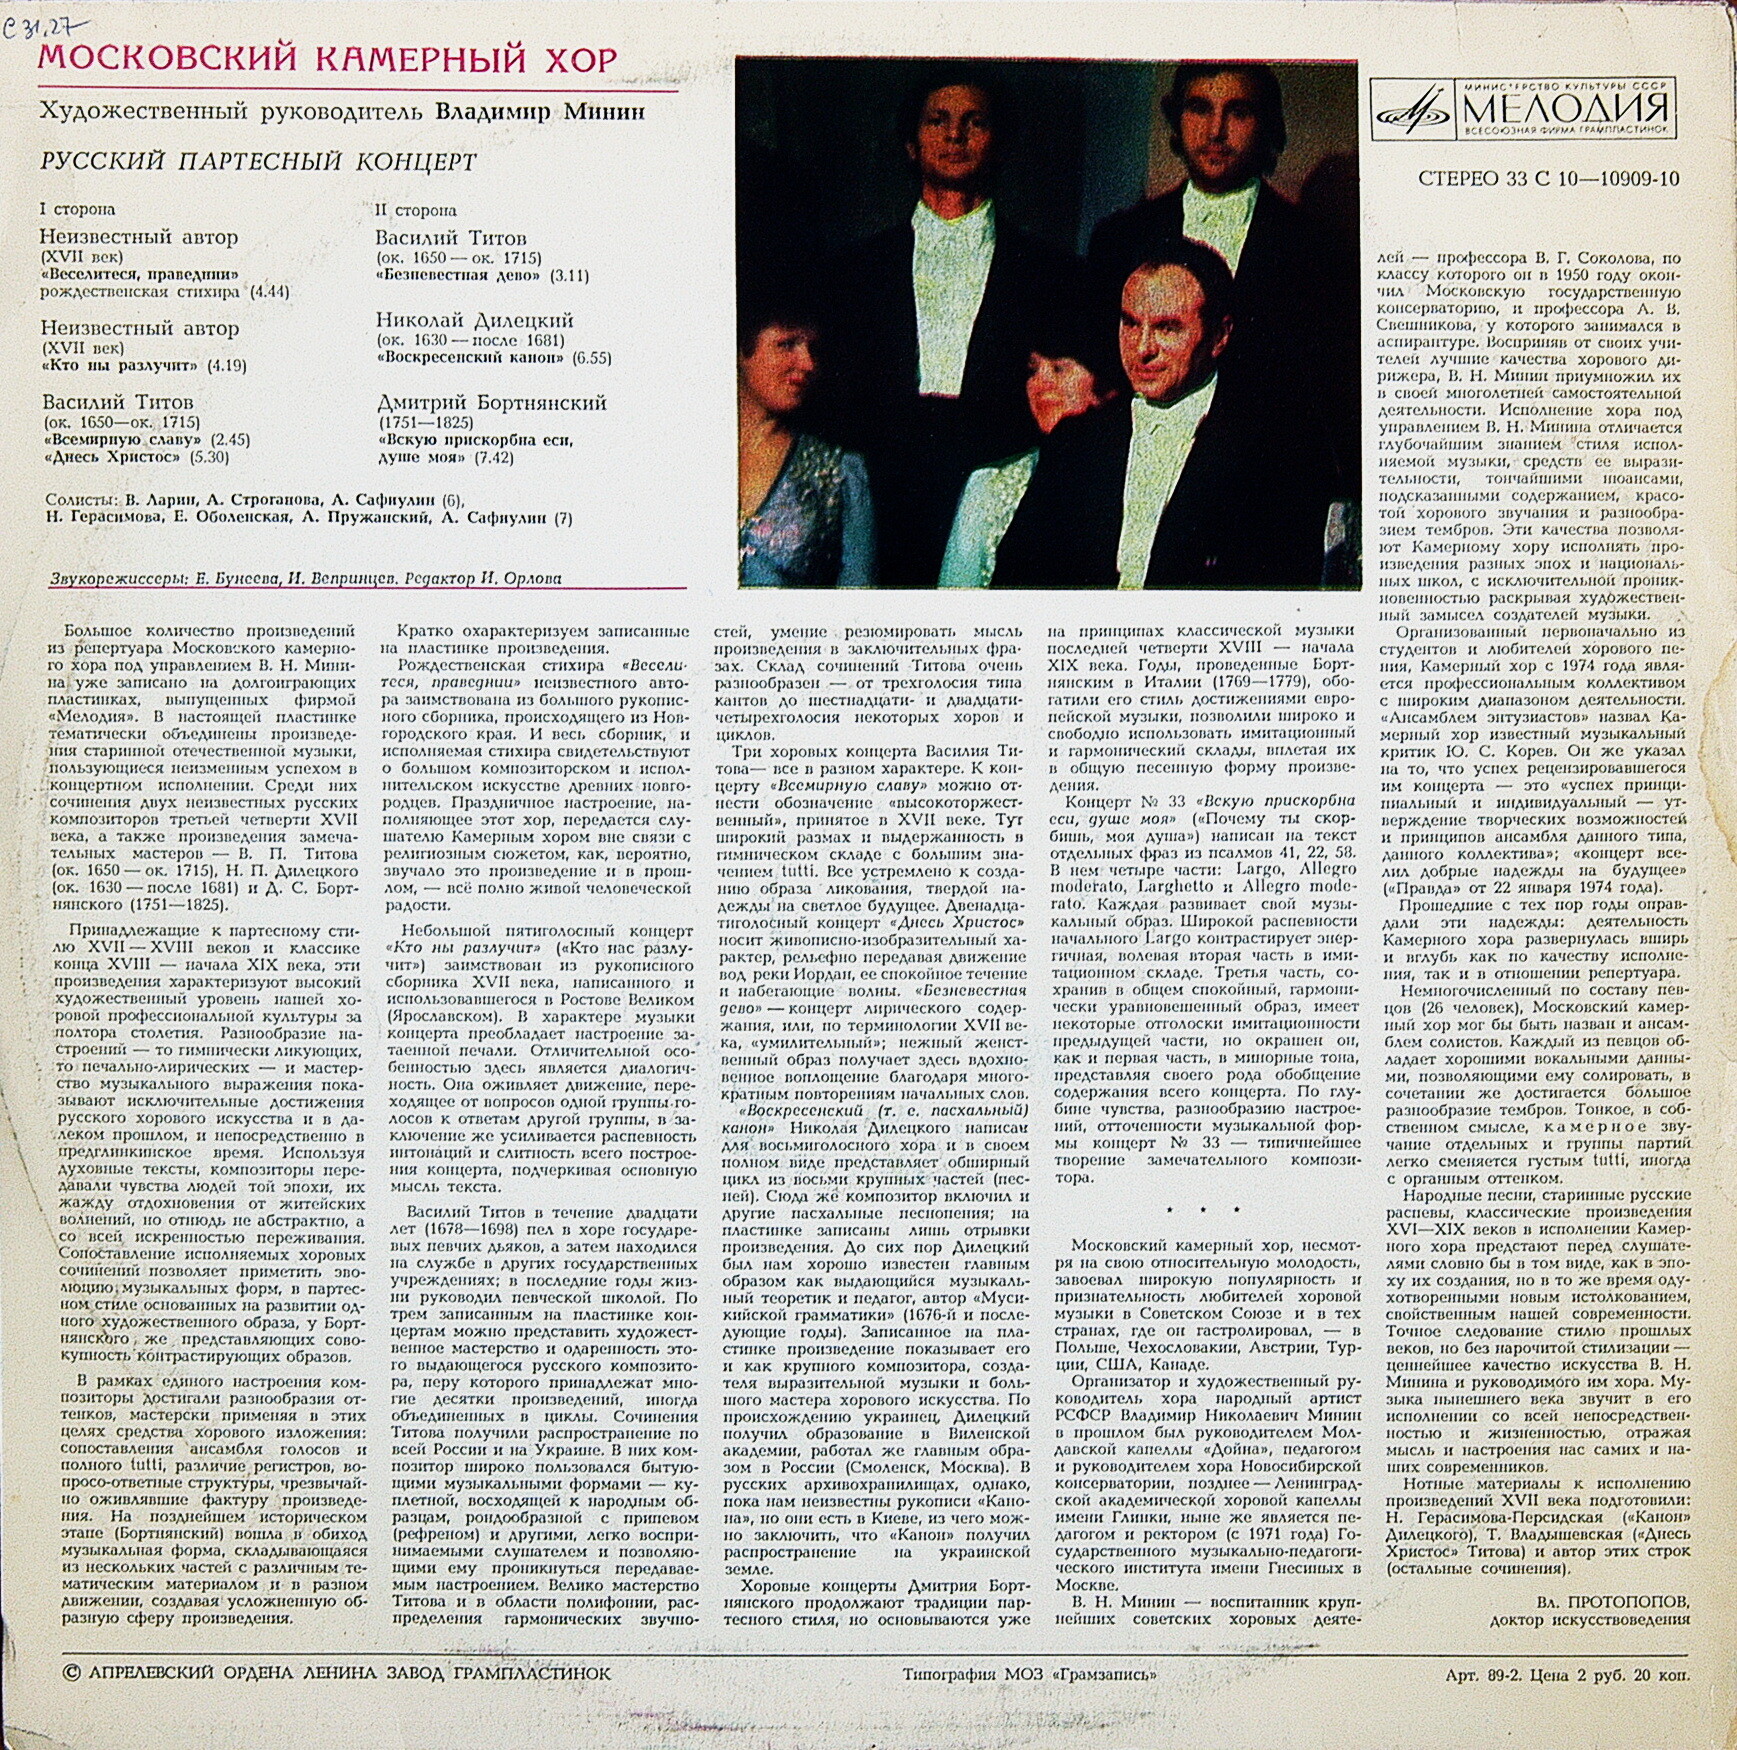 С 31.27
МОСКОВСКИЙ КАМЕРНЫЙ ХОР
Художественный руководитель Владимир Минин
РУССКИЙ ПАРТЕСНЫЙ КОНЦЕРТ
I сторона
Неизвестный автор
(XVII век)
«Веселитеся, праведнии»
рождественская стихира (4.44)
Неизвестный автор
(XVII век)
«Кто ны разлучит» (4.19)
Василий Титов
(ок. 1650—ок. 1715)
«Всемирную славу» (2.45)
«Днесь Христос» (5.30)
II сторона
Василий Титов
(ок. 1650 — ок. 1715)
«Безневестная дево» (3.11)
Николай Дилецкий
(ок. 1630 — после 1681)
«Воскресенский канон» (6.55)
Дмитрий Бортнянский
(1751—1825)
«Вскую прискорбна еси,
душе моя» (7.42)
Солисты: В. Ларин, А. Строганова, А. Сафиулин (6),
Н. Герасимова, Е. Оболенская, А. Пружанский, А. Сафиулин (7)
Звукорежиссеры: Е. Бунеева, И. Вепринцев. Редактор И. Орлова
МИНИСТЕРСТВО КУЛЬТУРЫ СССР
МЕЛОДИЯ
ВСЕСОЮЗНАЯ ФИРМА ГРАМПЛАСТИНОК
СТЕРЕО 33 С 10—10909-10
Большое количество произведений
из репертуара Московского камерно-
го хора под управлением В. Н. Мини-
на уже записано на долгоиграющих
пластинках, выпущенных фирмой
«Мелодия». В настоящей пластинке
тематически объединены произведе-
ния старинной отечественной музыки,
пользующиеся неизменным успехом в
концертном исполнении. Среди них
сочинения двух неизвестных русских
композиторов третьей четверти XVII
века, а также произведения замеча-
тельных мастеров — В. П. Титова
(ок. 1650 — ок. 1715), Н. П. Дилецкого
(ок. 1630 — после 1681) и Д. С. Борт-
нянского (1751—1825).
Принадлежащие к партесному сти-
лю XVII — XVIII веков и классике
конца XVIII — начала XIX века, эти
произведения характеризуют высокий
художественный уровень нашей хо-
ровой профессиональной культуры за
полтора столетия. Разнообразие на-
строений — то гимнически ликующих,
то печально-лирических — и мастер-
ство музыкального выражения пока-
зывают исключительные достижения
русского хорового искусства и в да-
леком прошлом, и непосредственно в
предглинкинское время. Используя
духовные тексты, композиторы пере-
давали чувства людей той эпохи, их
жажду отдохновения от житейских
волнений, но отнюдь не абстрактно, а
со всей искренностью переживания.
Сопоставление исполняемых хоровых
сочинений позволяет приметить эво-
люцию музыкальных форм, в партес-
ном стиле основанных на развитии од-
ного художественного образа, у Борт-
нянского же представляющих сово-
купность контрастирующих образов.
В рамках единого настроения ком-
позиторы достигали разнообразия от-
тенков, мастерски применяя в этих
целях средства хорового изложения:
сопоставления ансамбля голосов и
полного tutti, различие регистров, во-
просо-ответные структуры, чрезвычай-
но оживлявшие фактуру произведе-
ния. На позднейшем историческом
этапе (Бортнянский) вошла в обиход
музыкальная форма, складывающаяся
из нескольких частей с различным те-
матическим материалом и в разном
движении, создавая усложненную об-
разную сферу произведения.
Кратко охарактеризуем записанные
на пластинке произведения.
Рождественская стихира «Весели-
теся, праведнии» неизвестного авто-
ра заимствована из большого рукопис-
ного сборника, происходящего из Нов-
городского края. И весь сборник, и
исполняемая стихира свидетельствуют
о большом композиторском и испол-
нительском искусстве древних новго-
родцев. Праздничное настроение, на-
полняющее этот хор, передается слу-
шателю Камерным хором вне связи с
религиозным сюжетом, как, вероятно,
звучало это произведение и в прош-
лом, — всё полно живой человеческой
радости.
Небольшой пятиголосный концерт
«Кто ны разлучит» («Кто нас разлу-
чит») заимствован из рукописного
сборника XVII века, написанного и
использовавшегося в Ростове Великом
(Ярославском). В характере музыки
концерта преобладает настроение за-
таенной печали. Отличительной осо-
бенностью здесь является диалогич-
ность. Она оживляет движение, пере-
ходящее от вопросов одной группы го-
лосов к ответам другой группы, в за-
ключение же усиливается распевность
интонаций и слитность всего построе-
ния концерта, подчеркивая основную
мысль текста.
Василий Титов в течение двадцати
лет (1678—1698) пел в хоре государе-
вых певчих дьяков, а затем находился
на службе в других государственных
учреждениях; в последние годы жиз-
ни руководил певческой школой. По
трем записанным на пластинке кон-
цертам можно представить художест-
венное мастерство и одаренность это-
го выдающегося русского композито-
ра, перу которого принадлежат мно-
гие десятки произведений, иногда
объединенных в циклы. Сочинения
Титова получили распространение по
всей России и на Украине. В них ком-
позитор широко пользовался бытую-
щими музыкальными формами — ку-
плетной, восходящей к народным об-
разцам, рондообразной с припевом
(рефреном) и другими, легко воспри-
нимаемыми слушателем и позволяю-
щими ему проникнуться передавае-
мым настроением. Велико мастерство
Титова и в области полифонии, рас-
пределения гармонических звучно-
стей, умение резюмировать мысль
произведения в заключительных фра-
зах. Склад сочинений Титова очень
разнообразен — от трехголосия типа
кантов до шестнадцати- и двадцати-
четырехголосия некоторых хоров и
циклов.
Три хоровых концерта Василия Ти-
това— все в разном характере. К кон-
церту «Всемирную славу» можно от-
нести обозначение «высокоторжест-
венный», принятое в XVII веке. Тут
широкий размах и выдержанность в
гимническом складе с большим зна-
чением tutti. Все устремлено к созда-
нию образа ликования, твердой на-
дежды на светлое будущее. Двенадца-
тиголосный концерт «Днесь Христос»
носит живописно-изобразительный ха-
рактер, рельефно передавая движение
вод реки Иордан, ее спокойное течение
и набегающие волны. «Безневестная
дево» — концерт лирического содер-
жания, или, по терминологии XVII ве-
ка, «умилительный»; нежный женст-
венный образ получает здесь вдохно-
венное воплощение благодаря много-
кратным повторениям начальных слов.
«Воскресенский (т. е. пасхальный)
канон» Николая Дилецкого написан
для восьмиголосного хора и в своем
полном виде представляет обширный
цикл из восьми крупных частей (пес-
ней). Сюда же композитор включил и
другие пасхальные песнопения; на
пластинке записаны лишь отрывки
произведения. До сих пор Дилецкий
был нам хорошо известен главным
образом как выдающийся музыкаль-
ный теоретик и педагог, автор «Муси-
кийской грамматики» (1676-й и после-
дующие годы). Записанное на пла-
стинке произведение показывает его
и как крупного композитора, созда-
теля выразительной музыки и боль-
шого мастера хорового искусства. По
происхождению украинец, Дилецкий
получил образование в Виленской
академии, работал же главным обра-
зом в России (Смоленск, Москва). В
русских архивохранилищах, однако,
пока нам неизвестны рукописи «Кано-
на», но они есть в Киеве, из чего мож-
но заключить, что «Канон» получил
распространение на украинской
земле.
Хоровые концерты Дмитрия Борт-
нянского продолжают традиции пар-
тесного стиля, но основываются уже
на принципах классической музыки
последней четверти XVIII — начала
XIX века. Годы, проведенные Борт-
нянским в Италии (1769—1779), обо-
гатили его стиль достижениями евро-
пейской музыки, позволили широко и
свободно использовать имитационный
и гармонический склады, вплетая их
в общую песенную форму произве-
дения.
Концерт № 33 «Вскую прискорбна
еси, душе моя» («Почему ты скор-
бишь, моя душа») написан на текст
отдельных фраз из псалмов 41, 22, 58.
В нем четыре части: Largo, Allegro
moderato, Larghetto и Allegro mode-
rato. Каждая развивает свой музы-
кальный образ. Широкой распевности
начального Largo контрастирует энер-
гичная, волевая вторая часть в ими-
тационном складе. Третья часть, со-
хранив в общем спокойный, гармони-
чески уравновешенный образ, имеет
некоторые отголоски имитационности
предыдущей части, но окрашен он,
как и первая часть, в минорные тона,
представляя своего рода обобщение
содержания всего концерта. По глу-
бине чувства, разнообразию настрое-
ний, отточенности музыкальной фор-
мы концерт № 33 — типичнейшее
творение замечательного компози-
тора.
* * *
Московский камерный хор, несмот-
ря на свою относительную молодость,
завоевал широкую популярность и
признательность любителей хоровой
музыки в Советском Союзе и в тех
странах, где он гастролировал, — в
Польше, Чехословакии, Австрии, Тур-
ции, США, Канаде.
Организатор и художественный ру-
ководитель хора народный артист
РСФСР Владимир Николаевич Минин
в прошлом был руководителем Мол-
давской капеллы «Дойна», педагогом
и руководителем хора Новосибирской
консерватории, позднее — Ленинград-
ской академической хоровой капеллы
имени Глинки, ныне же является пе-
дагогом и ректором (с 1971 года) Го-
сударственного музыкально-педагоги-
ческого института имени Гнесиных в
Москве.
В. Н. Минин — воспитанник круп-
нейших советских хоровых деяте-
лей — профессора В. Г. Соколова, по
классу которого он в 1950 году окон-
чил Московскую государственную
консерваторию, и профессора А. В.
Свешникова, у которого занимался в
аспирантуре. Восприняв от своих учи-
телей лучшие качества хорового ди-
рижера, В. Н. Минин приумножил их
в своей многолетней самостоятельной
деятельности. Исполнение хора под
управлением В. Н. Минина отличается
глубочайшим знанием стиля испол-
няемой музыки, средств ее вырази-
тельности, тончайшими нюансами,
подсказанными содержанием, красо-
той хорового звучания и разнообра-
зием тембров. Эти качества позволя-
ют Камерному хору исполнять про-
изведения разных эпох и националь-
ных школ, с исключительной проник-
новенностью раскрывая художествен-
ный замысел создателей музыки.
Организованный первоначально из
студентов и любителей хорового пе-
ния, Камерный хор с 1974 года явля-
ется профессиональным коллективом
с широким диапазоном деятельности.
«Ансамблем энтузиастов» назвал Ка-
мерный хор известный музыкальный
критик Ю. С. Корев. Он же указал
на то, что успех рецензировавшегося
им концерта — это «успех принци-
пиальный и индивидуальный — ут-
верждение творческих возможностей
и принципов ансамбля данного типа,
данного коллектива»; «концерт все-
лил добрые надежды на будущее»
(«Правда» от 22 января 1974 года).
Прошедшие с тех пор годы оправ-
дали эти надежды: деятельность
Камерного хора развернулась вширь
и вглубь как по качеству исполне-
ния, так и в отношении репертуара.
Немногочисленный по составу пев-
цов (26 человек), Московский камер-
ный хор мог бы быть назван и ансам-
блем солистов. Каждый из певцов об-
ладает хорошими вокальными данны-
ми, позволяющими ему солировать, в
сочетании же достигается большое
разнообразие тембров. Тонкое, в соб-
ственном смысле, камерное зву-
чание отдельных и группы партий
легко сменяется густым tutti, иногда
с органным оттенком.
Народные песни, старинные русские
распевы, классические произведения
XVI—XIX веков в исполнении Камер-
ного хора предстают перед слушате-
лями словно бы в том виде, как в эпо-
ху их создания, но в то же время оду-
хотворенными новым истолкованием,
свойственным нашей современности.
Точное следование стилю прошлых
веков, но без нарочитой стилизации —
ценнейшее качество искусства В. Н.
Минина и руководимого им хора. Му-
зыка нынешнего века звучит в его
исполнении со всей непосредствен-
ностью и жизненностью, отражая
мысль и настроения нас самих и на-
ших современников.
Нотные материалы к исполнению
произведений XVII века подготовили:
Н. Герасимова-Персидская («Канон»
Дилецкого), Т. Владышевская («Днесь
Христос» Титова) и автор этих строк
(остальные сочинения).
Вл. ПРОТОПОПОВ,
доктор искусствоведения
© АПРЕЛЕВСКИЙ ОРДЕНА ЛЕНИНА ЗАВОД ГРАМПЛАСТИНОК
Типография МОЗ «Грамзапись»
Арт. 89-2. Цена 2 руб. 20 коп.